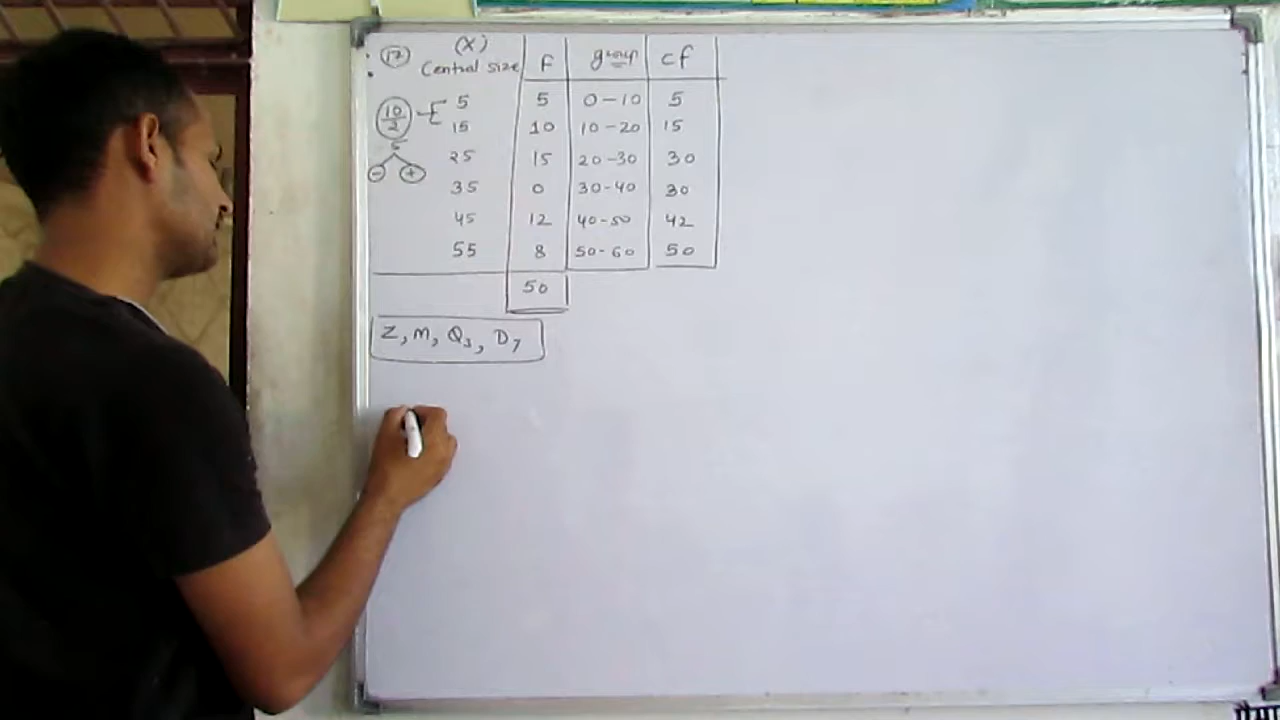 12 (X) Central size F group cf
10/2 5 5 0-10 5
15 10 10-20 15
5
- +
25 15 20-30 30
35 0 30-40 30
45 12 40-50 42
55 8 50-60 50
50
Z, M, Q3, D7